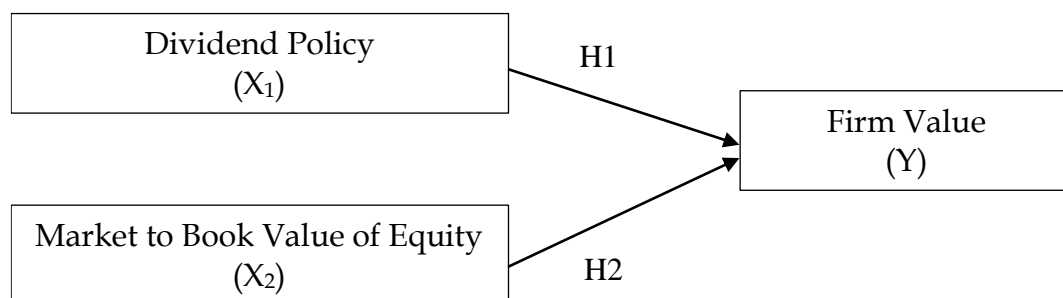 Dividend Policy
(X₁)
H1
Firm Value
(Y)
Market to Book Value of Equity
(X₂)
H2